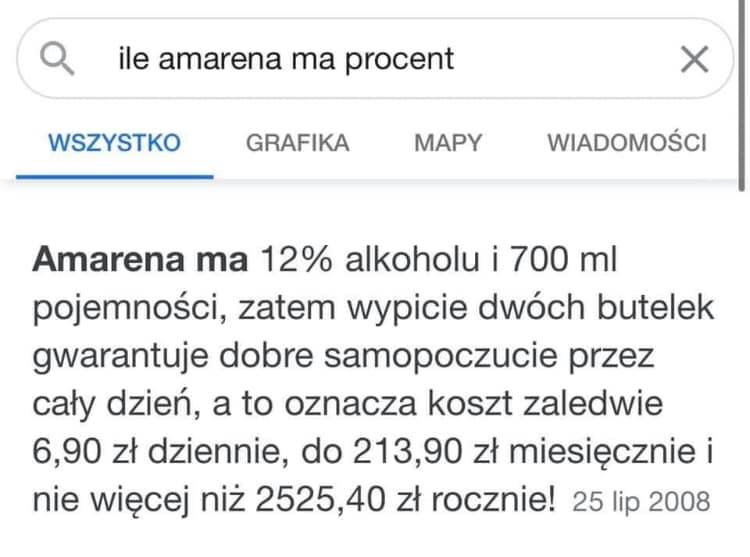 ile amarena ma procent
WSZYSTKO GRAFIKA MAPY WIADOMOŚCI
Amarena ma 12% alkoholu i 700 ml
pojemności, zatem wypicie dwóch butelek
gwarantuje dobre samopoczucie przez
cały dzień, a to oznacza koszt zaledwie
6,90 zł dziennie, do 213,90 zł miesięcznie i
nie więcej niż 2525,40 zł rocznie! 25 lip 2008